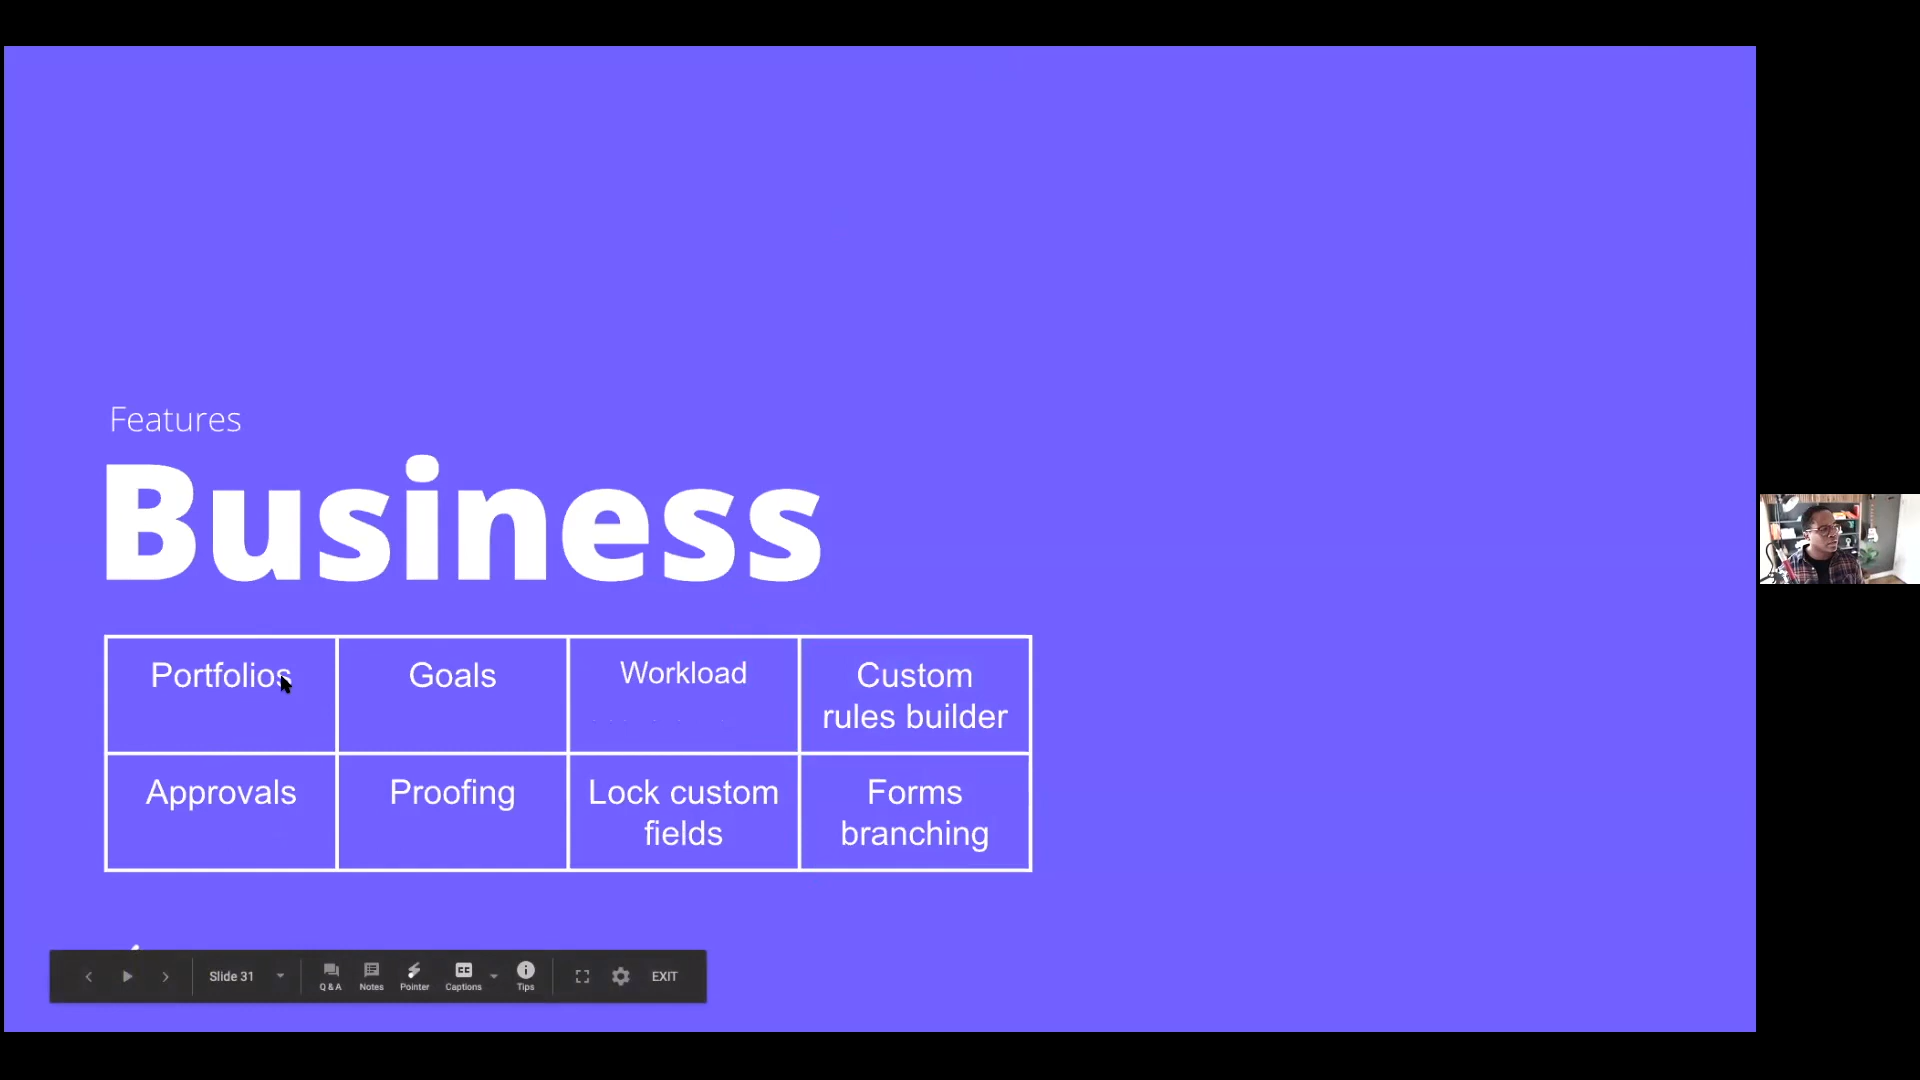 Features
Business
Portfolios
Goals
Workload
Custom
rules builder
Approvals
Proofing
Lock custom
fields
Forms
branching
Slide 31
Q & A
Notes
Pointer
CC
Captions
Tips
EXIT